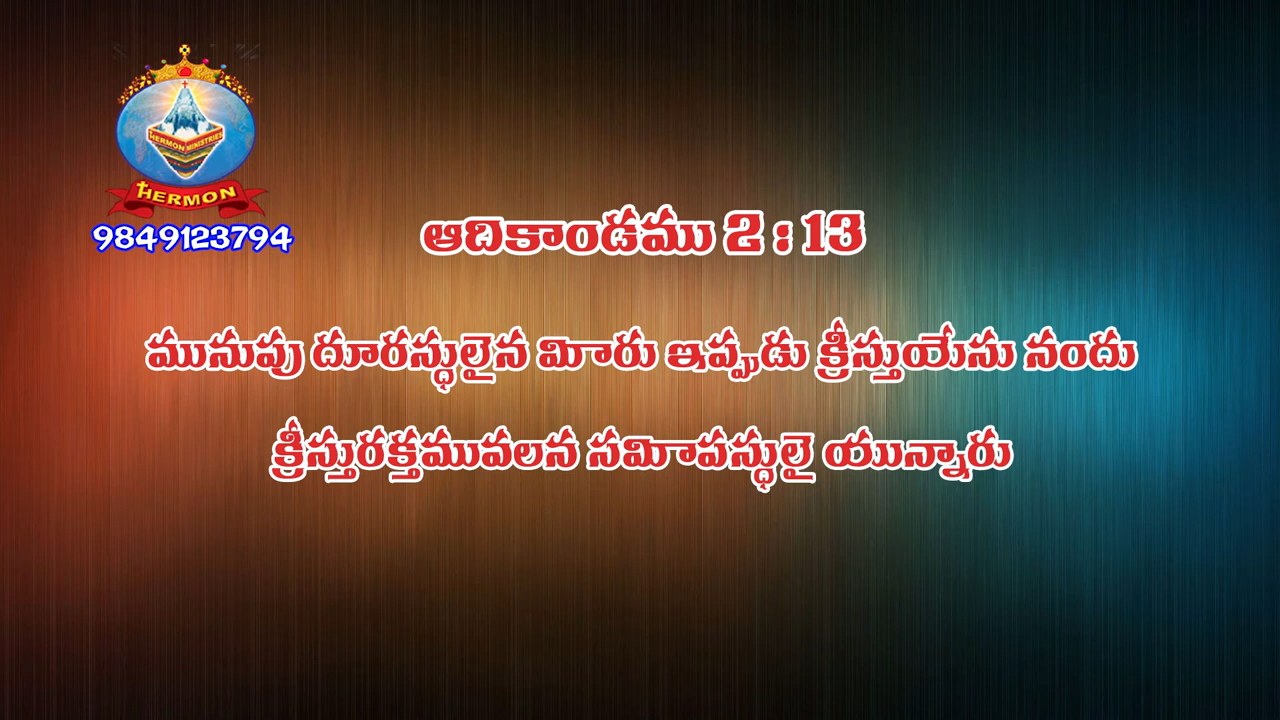 HERMON MINISTRIES
HERMON
9849123794
ఆదికాండము 2 : 13
మునుపు దూరస్థులైన మీరు ఇప్పుడు క్రీస్తుయేసు నందు
క్రీస్తురక్తమువలన సమీపస్థులై యున్నారు